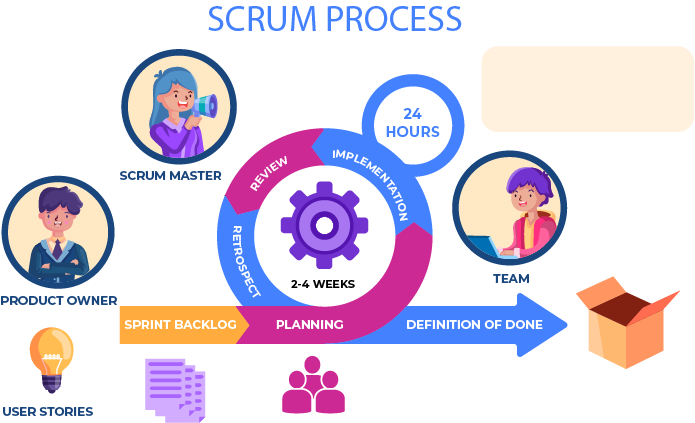 SCRUM PROCESS
24
HOURS
SCRUM MASTER
REVIEW
IMPLEMENTATION
RETROSPECT
2-4 WEEKS
TEAM
PRODUCT OWNER
SPRINT BACKLOG
PLANNING
DEFINITION OF DONE
USER STORIES